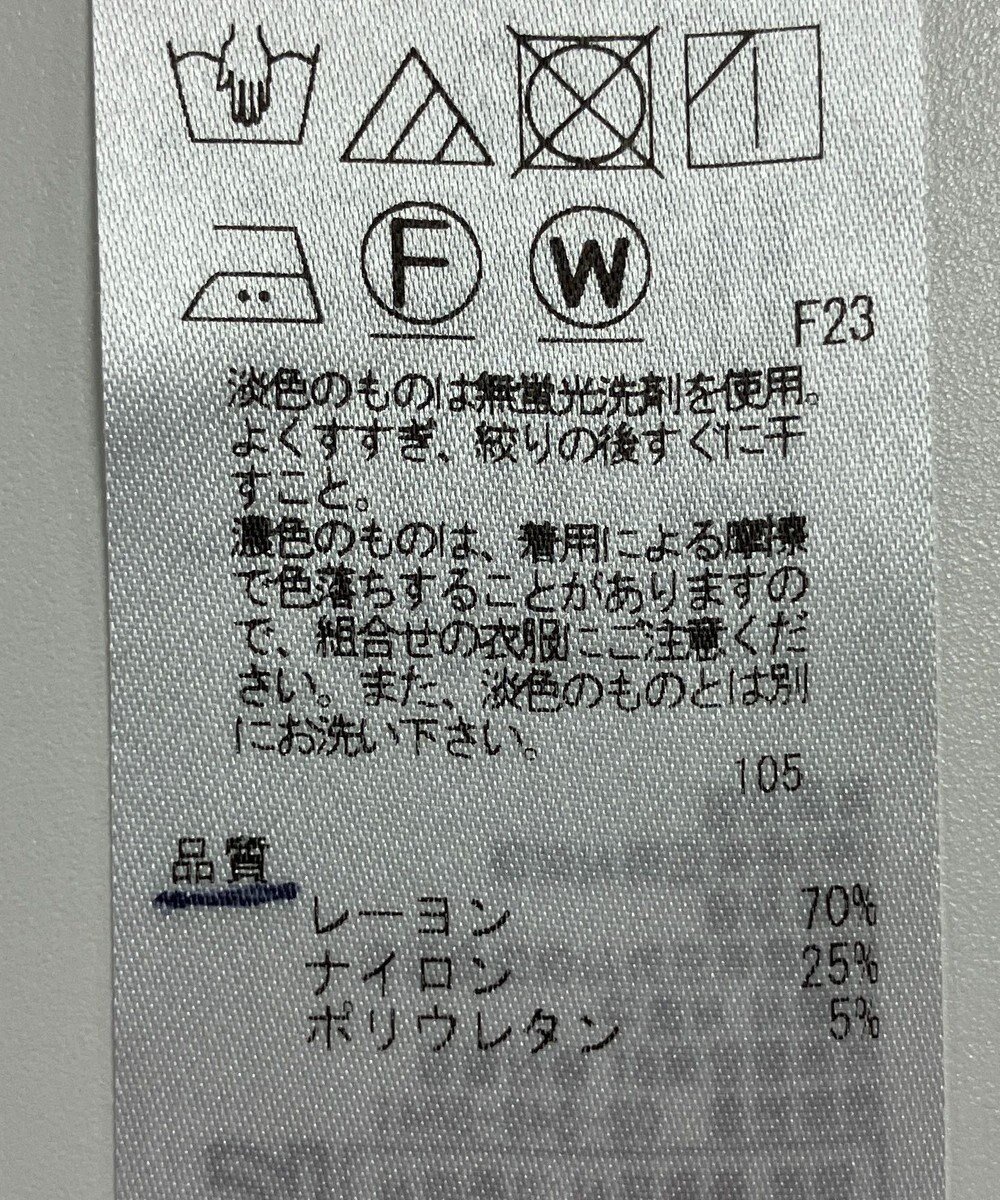 F W
F23
淡色のものは無蛍光洗剤を使用。
よくすすぎ、絞りの後すぐに干
すこと。
濃色のものは、着用による摩擦
で色落ちすることがありますの
で、組合せの衣服にご注意くだ
さい。また、淡色のものとは別
にお洗い下さい。
105
品質
レーヨン 70%
ナイロン 25%
ポリウレタン 5%